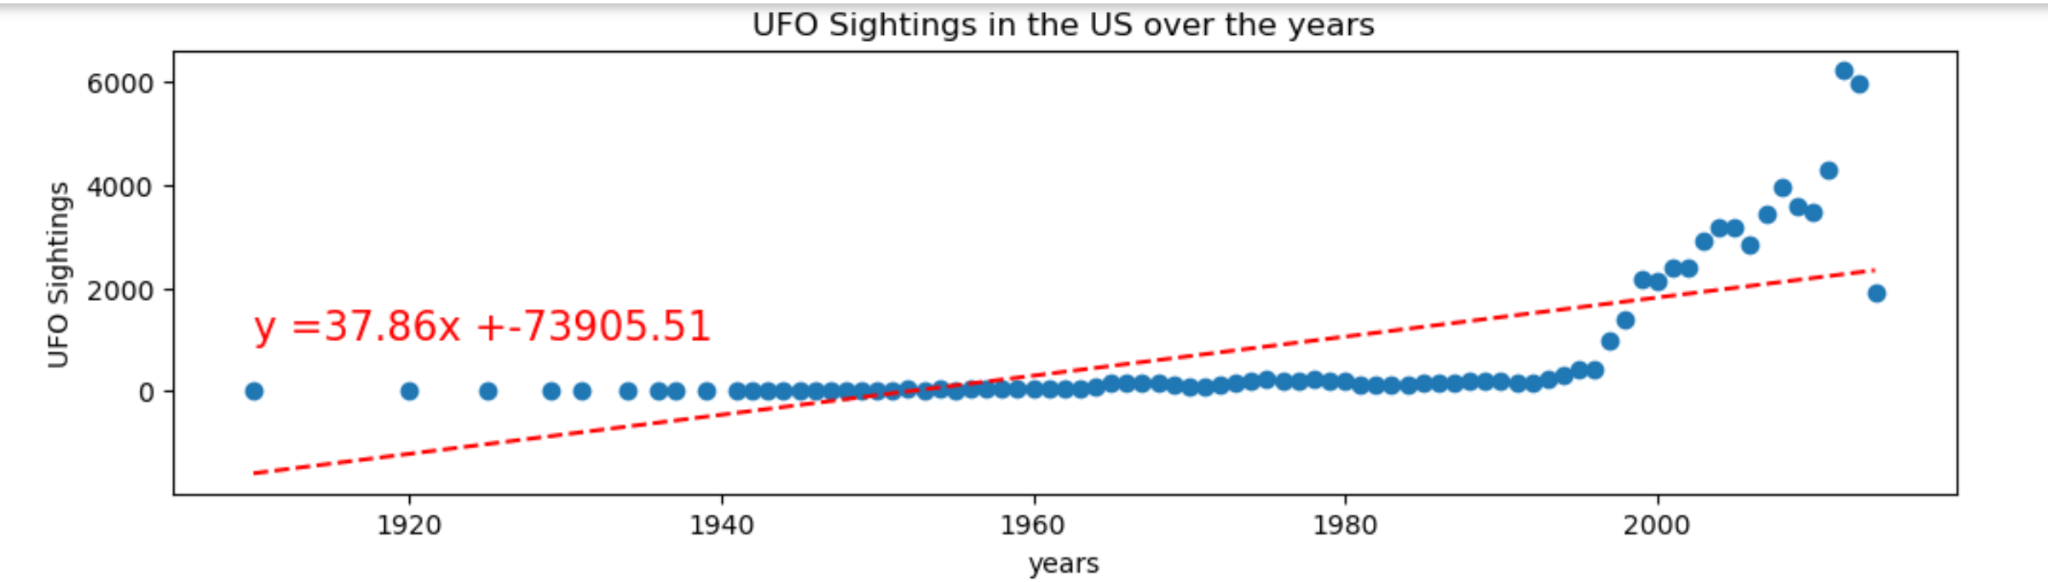 UFO Sightings in the US over the years
6000
4000
2000
0
UFO Sightings
y =37.86x +-73905.51
1920 1940 1960 1980 2000
years